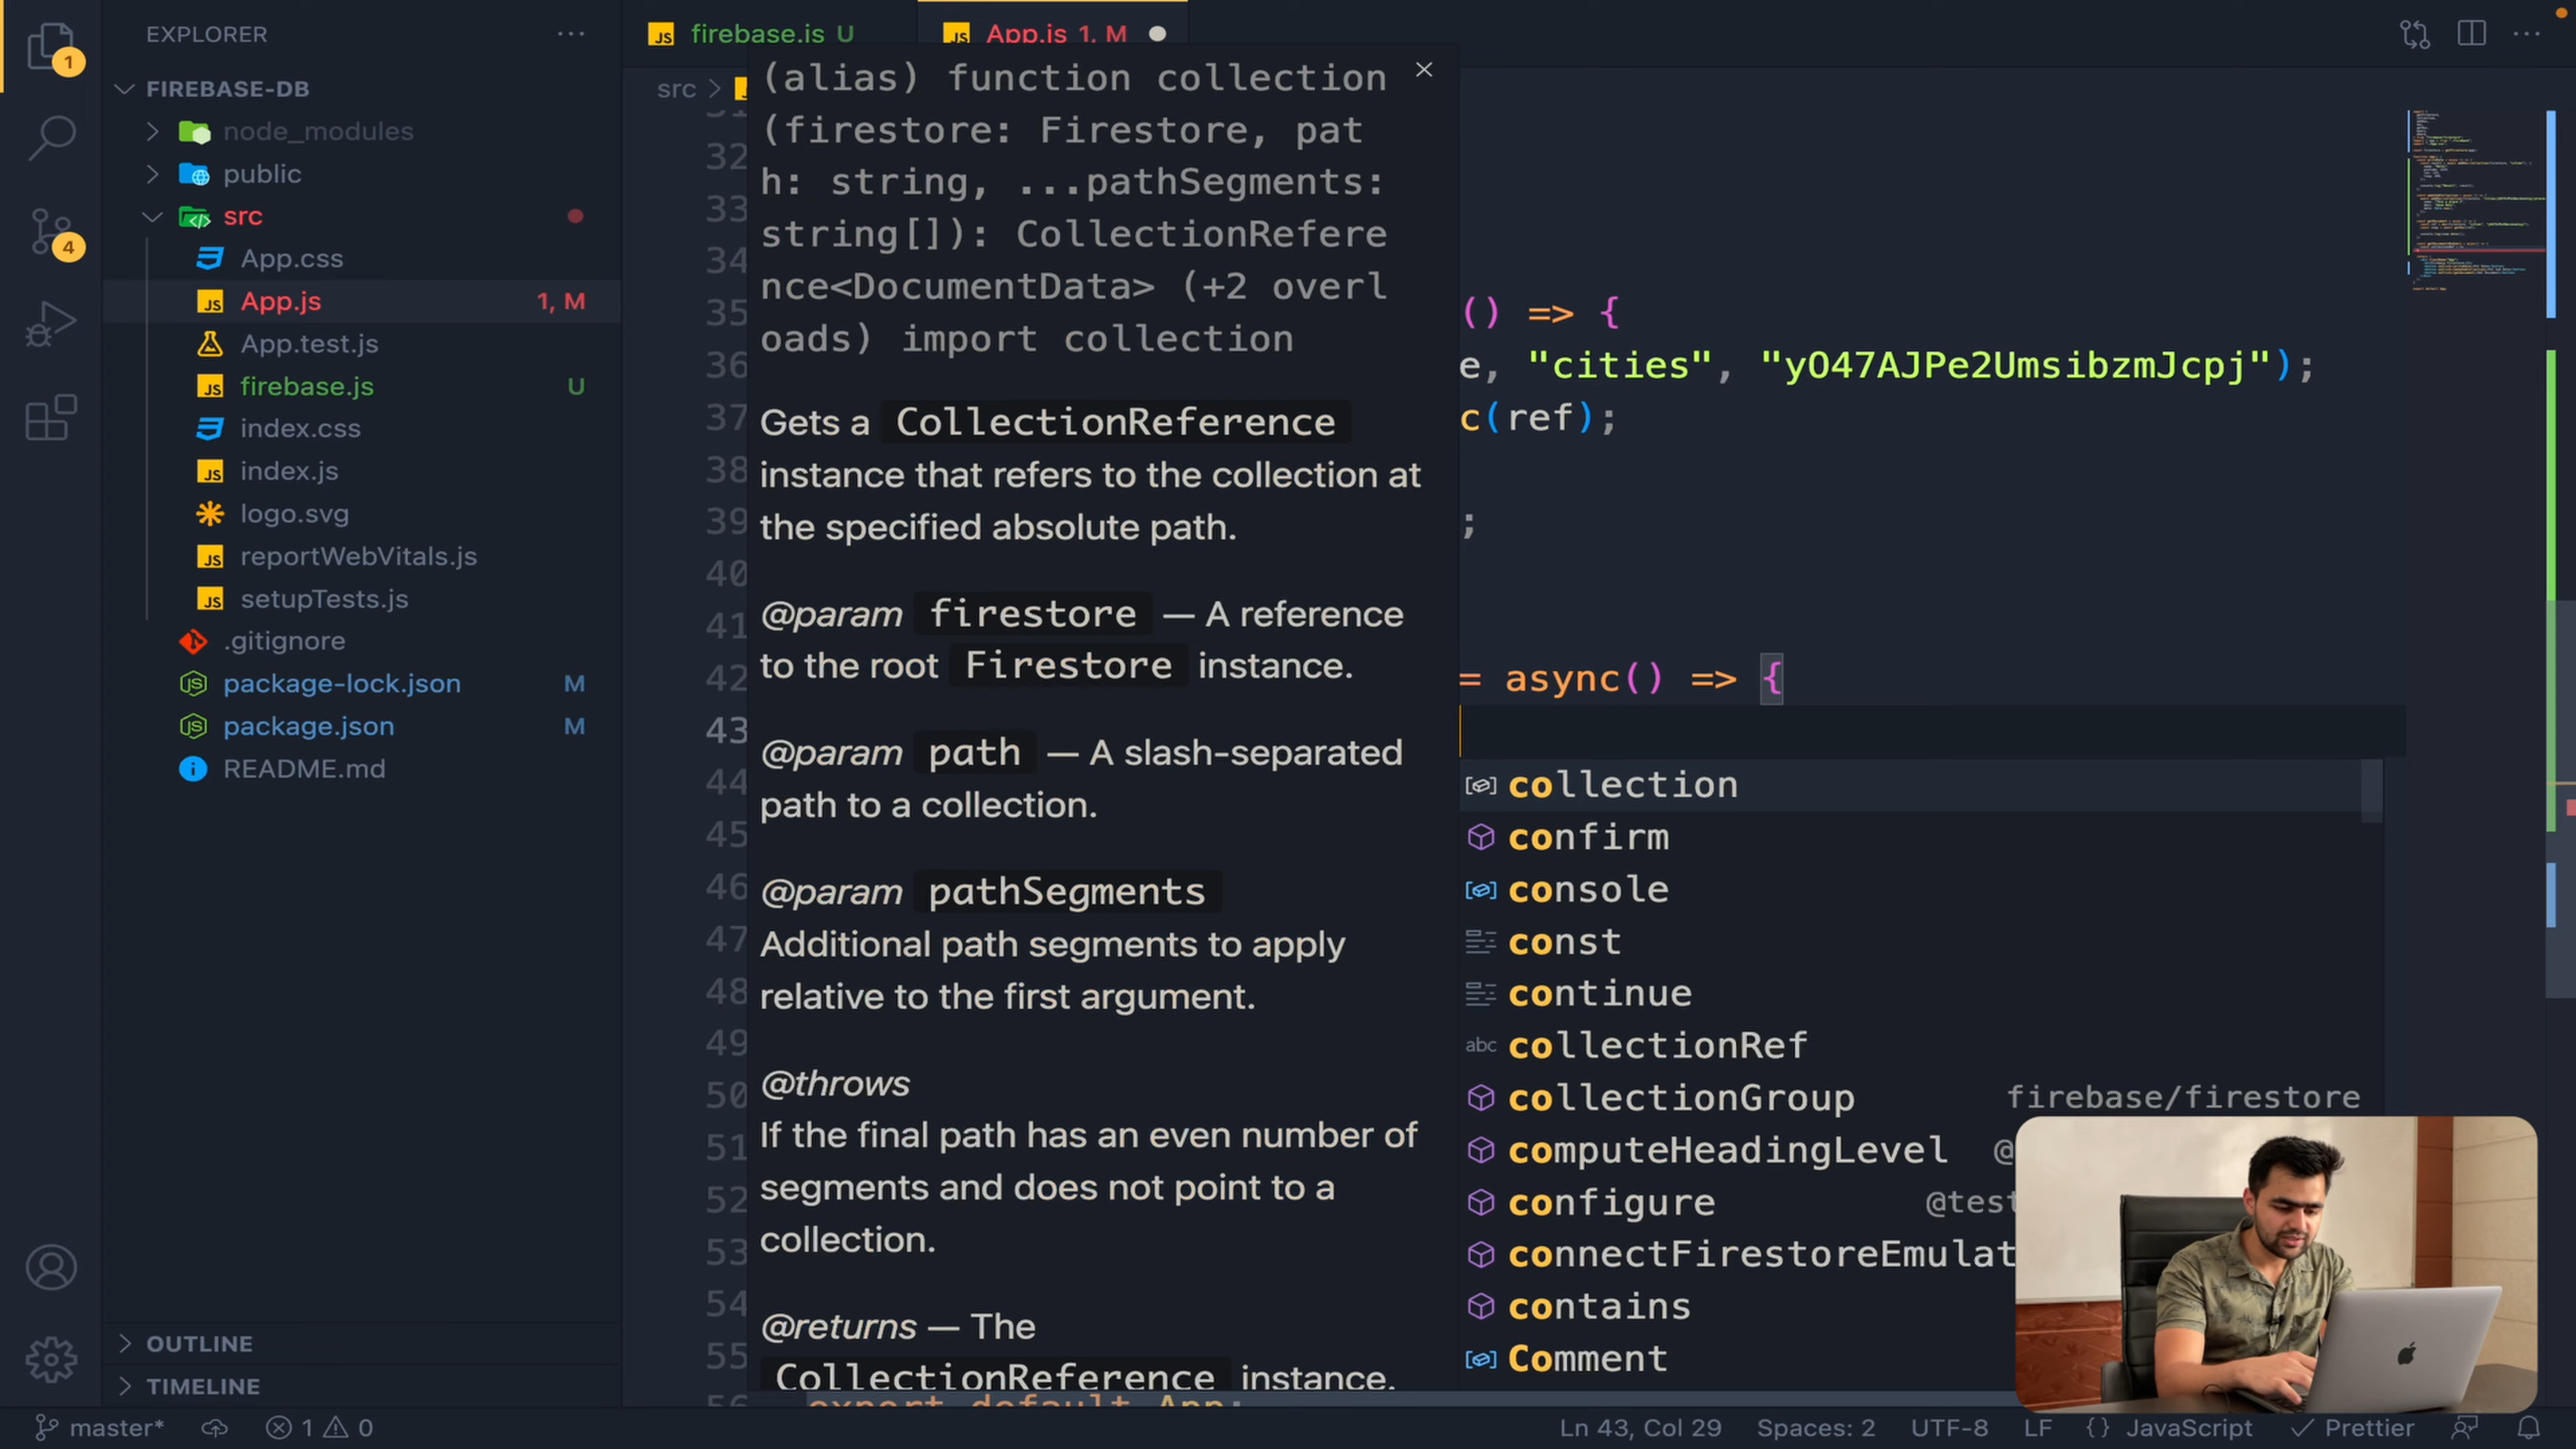 EXPLORER
FIREBASE-DB
node_modules
public
src
App.css
App.js 1, M
App.test.js
firebase.js U
index.css
index.js
logo.svg
reportWebVitals.js
setupTests.js
.gitignore
package-lock.json M
package.json M
README.md
OUTLINE
TIMELINE
1
4
firebase.js U
App.js 1, M
src >
(alias) function collection
(firestore: Firestore, pat
h: string, ...pathSegments:
string[]): CollectionRefere
nce<DocumentData> (+2 overl
oads) import collection
Gets a CollectionReference
instance that refers to the collection at
the specified absolute path.
@param firestore — A reference
to the root Firestore instance.
@param path — A slash-separated
path to a collection.
@param pathSegments
Additional path segments to apply
relative to the first argument.
@throws
If the final path has an even number of
segments and does not point to a
collection.
@returns — The
CollectionReference instance.
31
32
33
34
35
36
37
38
39
40
41
42
43
44
45
46
47
48
49
50
51
52
53
54
55
56
() => {
e, "cities", "yO47AJPe2UmsibzmJcpj");
c(ref);
;
= async() => {
collection
confirm
console
const
continue
collectionRef
collectionGroup firebase/firestore
computeHeadingLevel @
configure @test
connectFirestoreEmulat
contains
Comment
export default App;
master* 1 0 Ln 43, Col 29 Spaces: 2 UTF-8 LF {} JavaScript Prettier